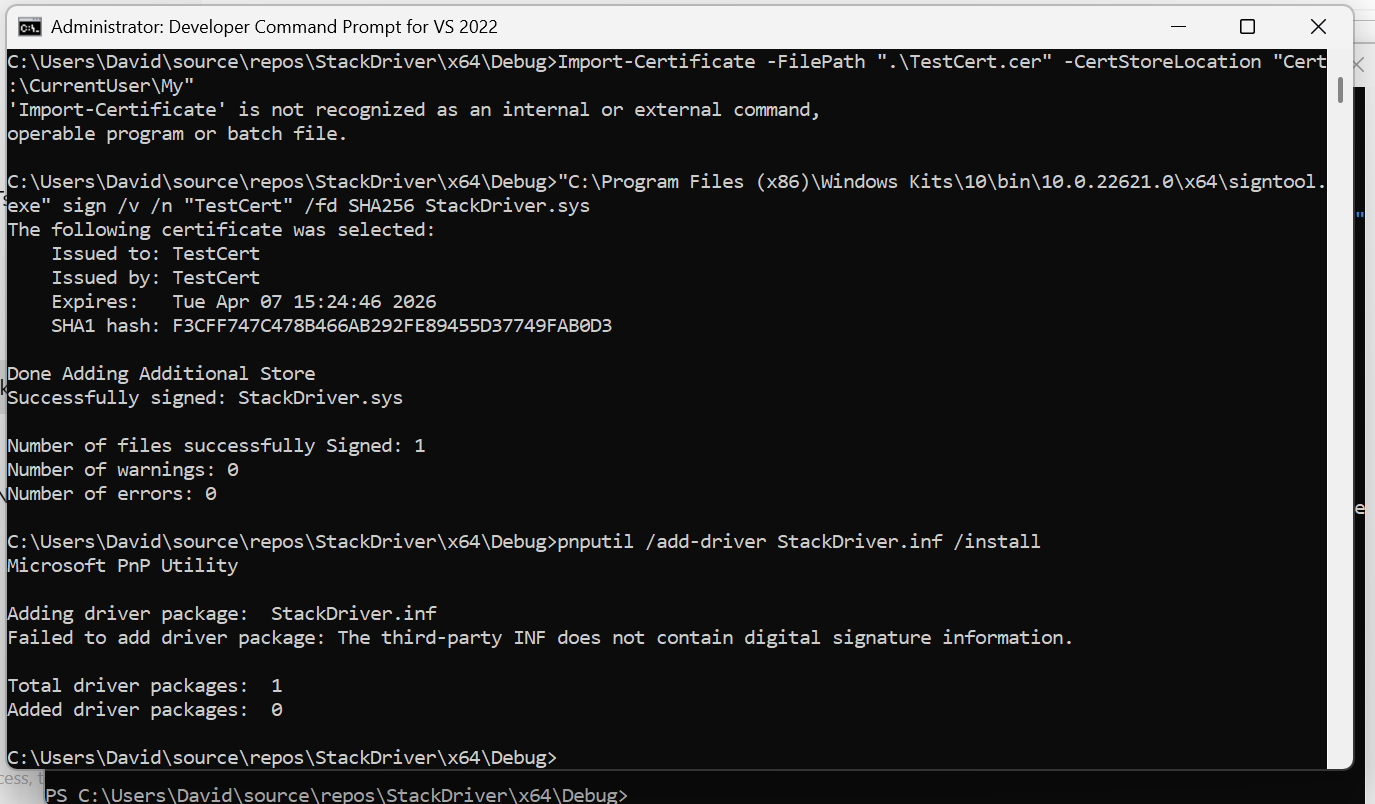 Administrator: Developer Command Prompt for VS 2022
C:\Users\David\source\repos\StackDriver\x64\Debug>Import-Certificate -FilePath ".\TestCert.cer" -CertStoreLocation "Cert
:\CurrentUser\My"
'Import-Certificate' is not recognized as an internal or external command,
operable program or batch file.
C:\Users\David\source\repos\StackDriver\x64\Debug>"C:\Program Files (x86)\Windows Kits\10\bin\10.0.22621.0\x64\signtool.
exe" sign /v /n "TestCert" /fd SHA256 StackDriver.sys
The following certificate was selected:
    Issued to: TestCert
    Issued by: TestCert
    Expires:   Tue Apr 07 15:24:46 2026
    SHA1 hash: F3CFF747C478B466AB292FE89455D37749FAB0D3
Done Adding Additional Store
Successfully signed: StackDriver.sys
Number of files successfully Signed: 1
Number of warnings: 0
Number of errors: 0
C:\Users\David\source\repos\StackDriver\x64\Debug>pnputil /add-driver StackDriver.inf /install
Microsoft PnP Utility
Adding driver package:  StackDriver.inf
Failed to add driver package: The third-party INF does not contain digital signature information.
Total driver packages:  1
Added driver packages:  0
C:\Users\David\source\repos\StackDriver\x64\Debug>
PS C:\Users\David\source\repos\StackDriver\x64\Debug>